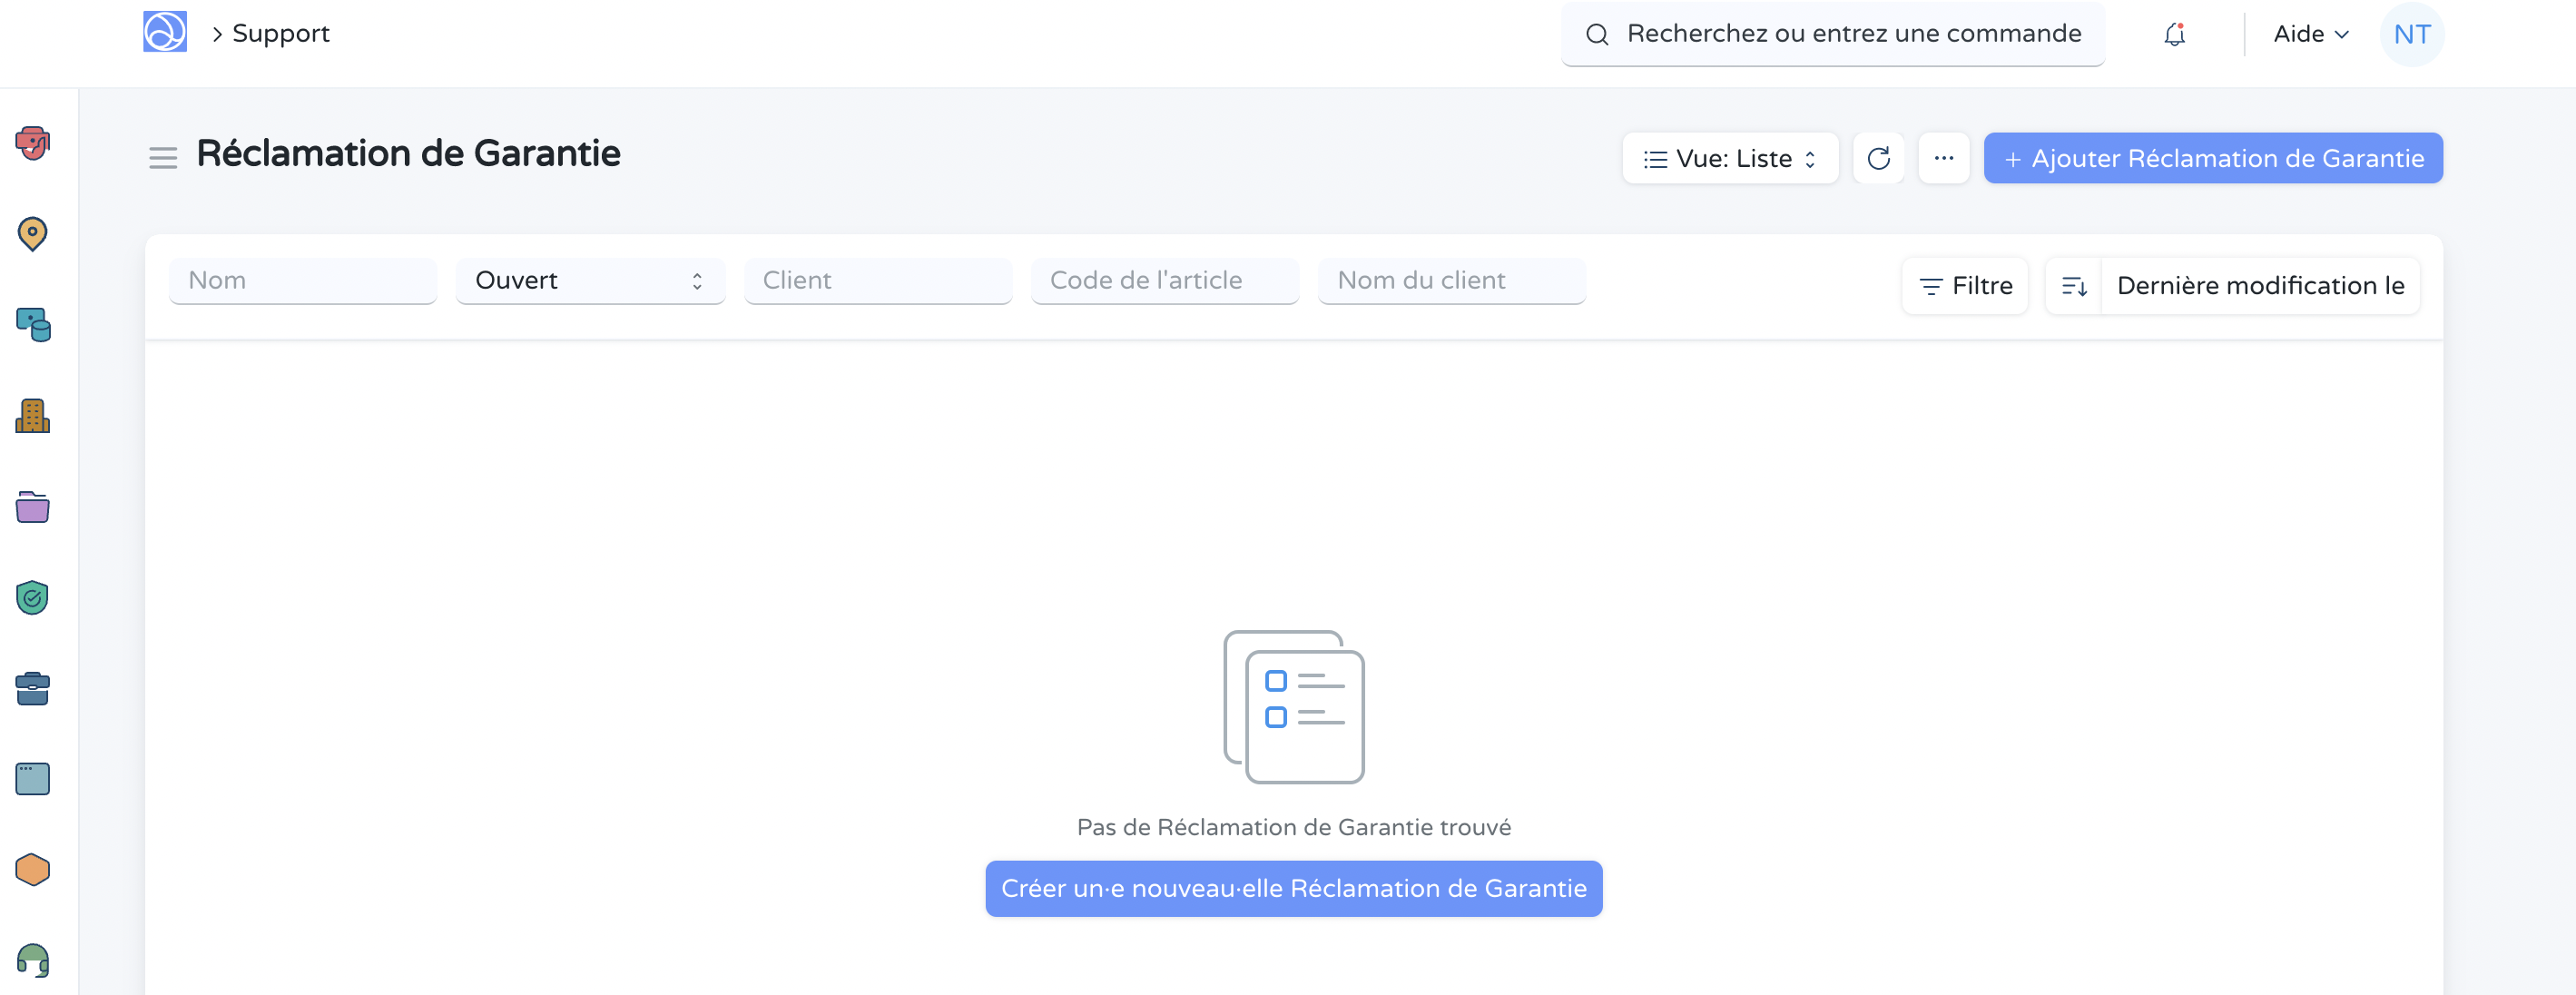 Support
Recherchez ou entrez une commande
Aide
NT
Réclamation de Garantie
Vue: Liste
Ajouter Réclamation de Garantie
Nom
Ouvert
Client
Code de l'article
Nom du client
Filtre
Dernière modification le
Pas de Réclamation de Garantie trouvé
Créer un·e nouveau·elle Réclamation de Garantie